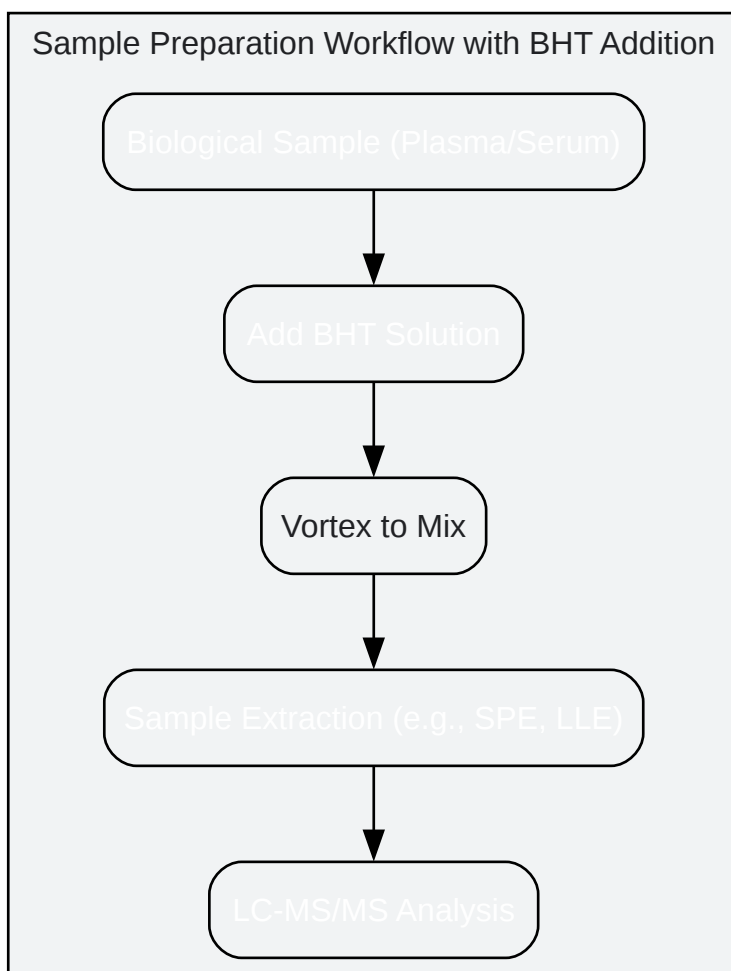 Sample Preparation Workflow with BHT Addition
Biological Sample (Plasma/Serum)
Add BHT Solution
Vortex to Mix
Sample Extraction (e.g., SPE, LLE)
LC-MS/MS Analysis